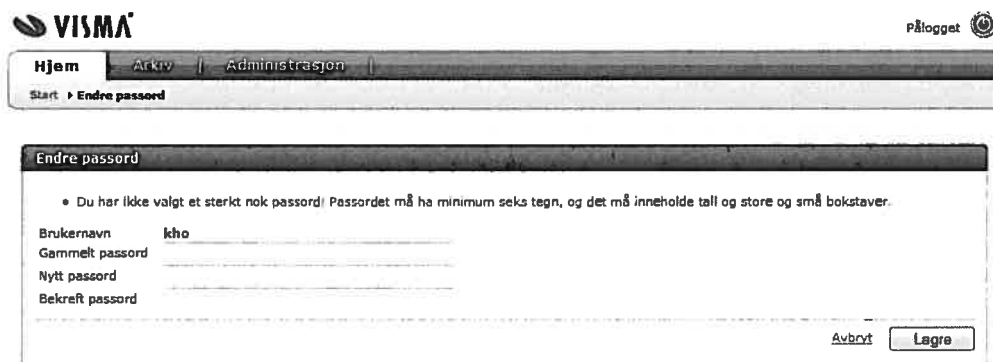 VISMA
Pålogget
Hjem Arkiv | Administrasjon |
Start Endre passord
Endre passord
• Du har ikke valgt et sterkt nok passord! Passordet må ha minimum seks tegn, og det må inneholde tall og store og små bokstaver.
Brukernavn kho
Gammelt passord
Nytt passord
Bekreft passord
Avbryt Lagre